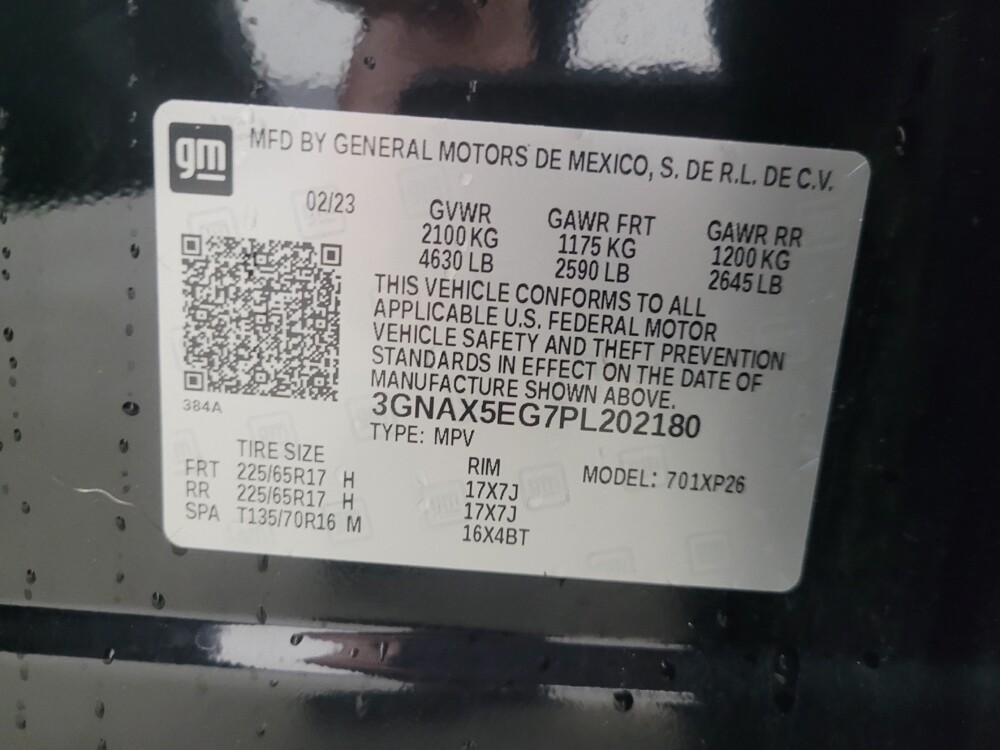 gm
MFD BY GENERAL MOTORS DE MEXICO, S. DE R.L. DE C.V.
02/23
GVWR GAWR FRT GAWR RR
2100 KG 1175 KG 1200 KG
4630 LB 2590 LB 2645 LB
THIS VEHICLE CONFORMS TO ALL
APPLICABLE U.S. FEDERAL MOTOR
VEHICLE SAFETY AND THEFT PREVENTION
STANDARDS IN EFFECT ON THE DATE OF
MANUFACTURE SHOWN ABOVE.
384A
3GNAX5EG7PL202180
TYPE: MPV
TIRE SIZE RIM MODEL: 701XP26
FRT 225/65R17 H 17X7J
RR 225/65R17 H 17X7J
SPA T135/70R16 M 16X4BT